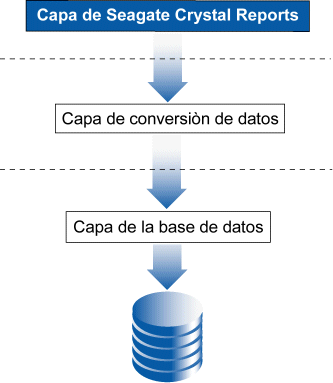 Capa de Seagate Crystal Reports
Capa de conversiòn de datos
Capa de la base de datos